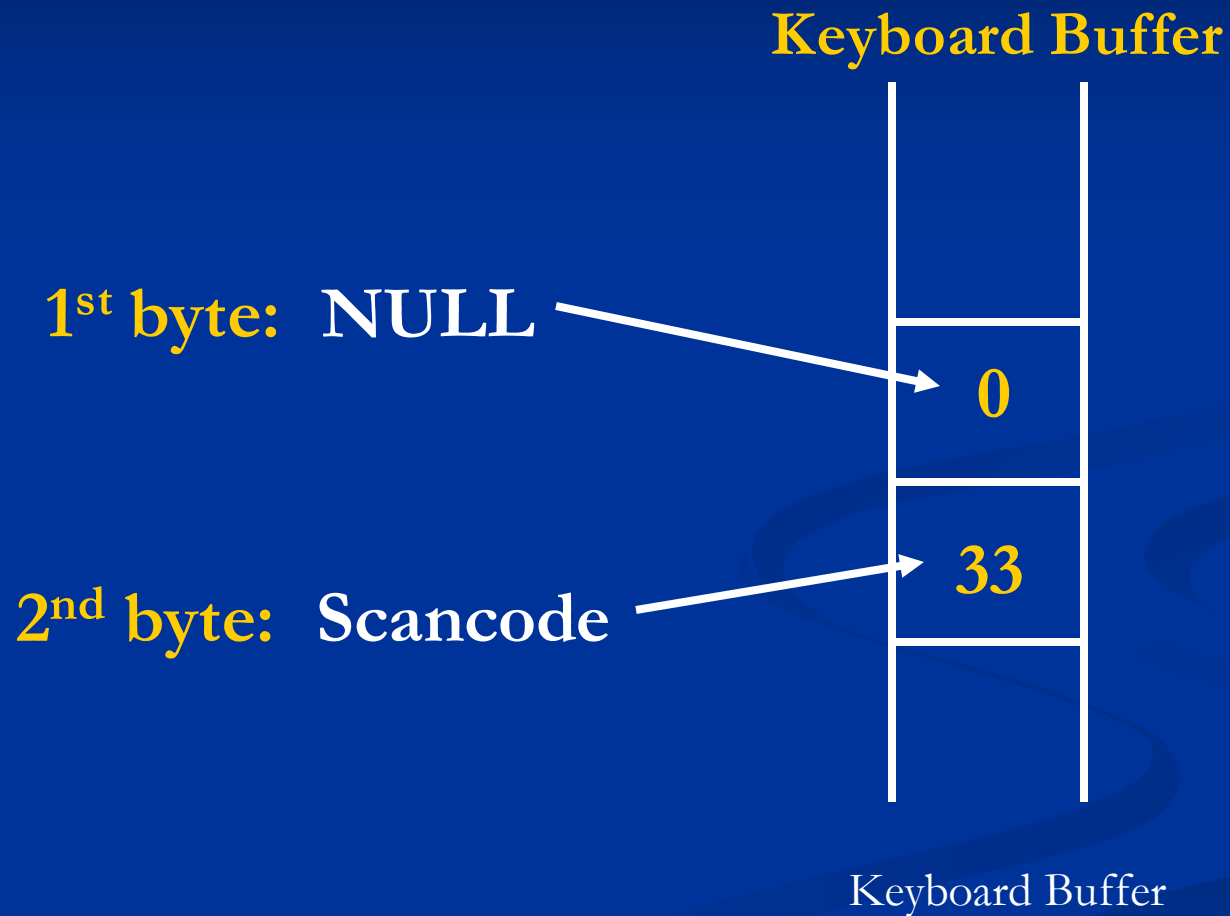 Keyboard Buffer
1st byte: NULL
0
33
2nd byte: Scancode
Keyboard Buffer